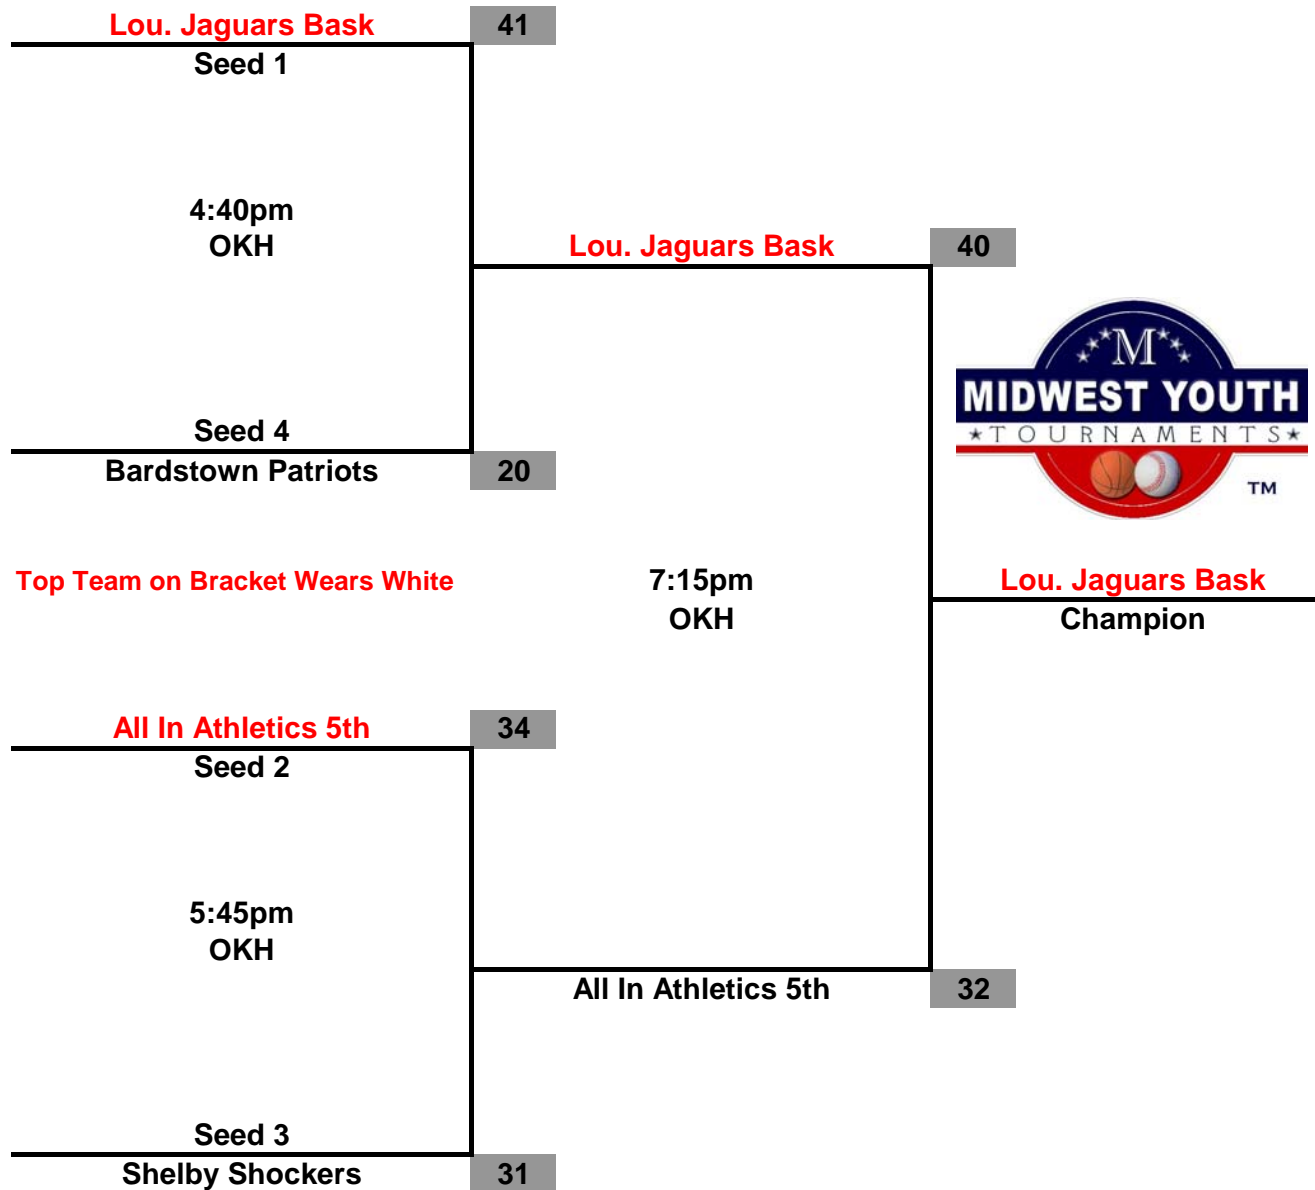 Lou. Jaguars Bask 41
Seed 1
4:40pm
OKH
Lou. Jaguars Bask 40
M
MIDWEST YOUTH
★TOURNAMENTS★
TM
Seed 4
Bardstown Patriots 20
Top Team on Bracket Wears White
7:15pm
OKH
Lou. Jaguars Bask
Champion
All In Athletics 5th 34
Seed 2
5:45pm
OKH
All In Athletics 5th 32
Seed 3
Shelby Shockers 31